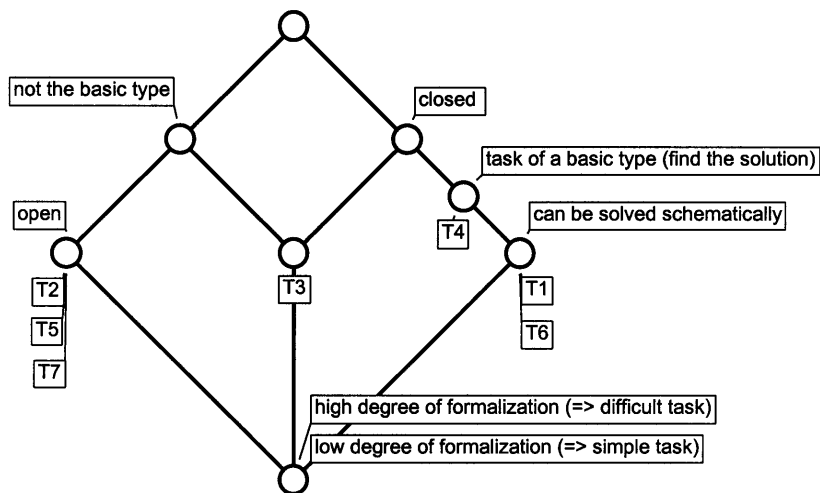 not the basic type
closed
task of a basic type (find the solution)
open
can be solved schematically
T4
T2
T3
T1
T5
T6
T7
high degree of formalization (=> difficult task)
low degree of formalization (=> simple task)